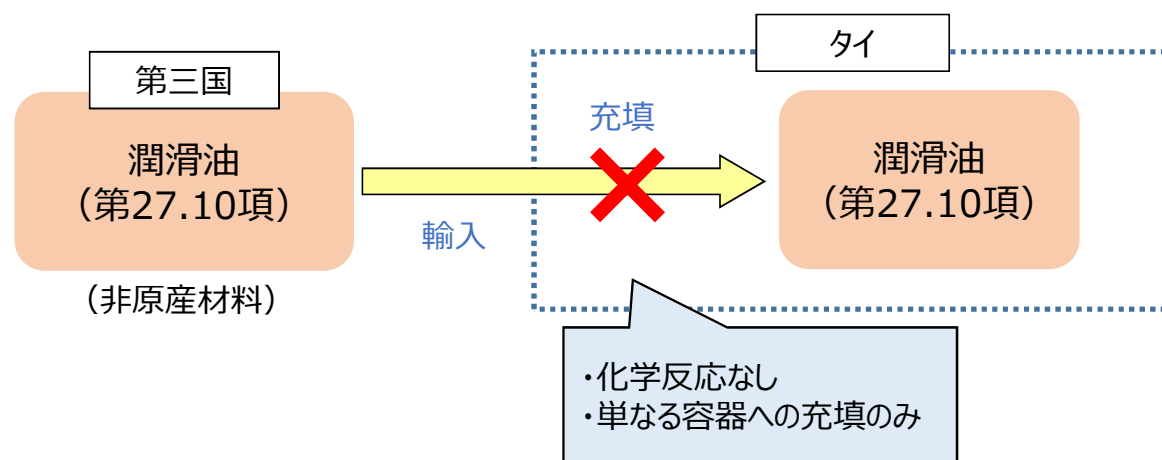 タイ
第三国
潤滑油
（第27.10項）
（非原産材料）
充填
輸入
潤滑油
（第27.10項）
・化学反応なし
・単なる容器への充填のみ